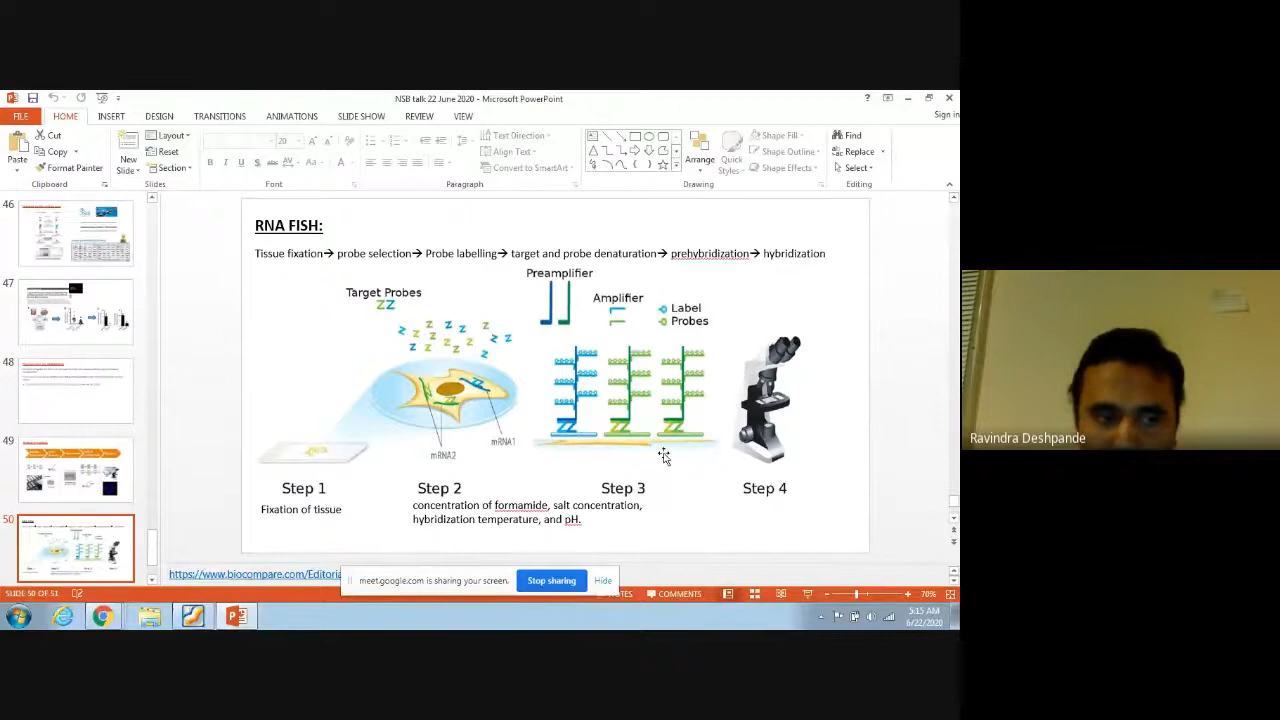 NSB talk 22 June 2020 - Microsoft PowerPoint
Sign in
FILE HOME INSERT DESIGN TRANSITIONS ANIMATIONS SLIDE SHOW REVIEW VIEW
Paste
Cut
Copy
Format Painter
Clipboard
New
Slide
Layout
Reset
Section
Slides
20
B I U S abc AV Aa A
Font
Text Direction
Align Text
Convert to SmartArt
Paragraph
Arrange
Quick
Styles
Shape Fill
Shape Outline
Shape Effects
Drawing
Find
Replace
Select
Editing
46
47
48
49
50
RNA FISH:
Tissue fixation→ probe selection→ Probe labelling→ target and probe denaturation→ prehybridization→ hybridization
Preamplifier
Target Probes
Amplifier
Label
Probes
mRNA1
mRNA2
Step 1 Step 2 Step 3 Step 4
Fixation of tissue
concentration of formamide, salt concentration,
hybridization temperature, and pH.
https://www.biocompare.com/Editoria
meet.google.com is sharing your screen.
Stop sharing
Hide
SLIDE 50 OF 51
COMMENTS
70%
5:15 AM
6/22/2020
Ravindra Deshpande